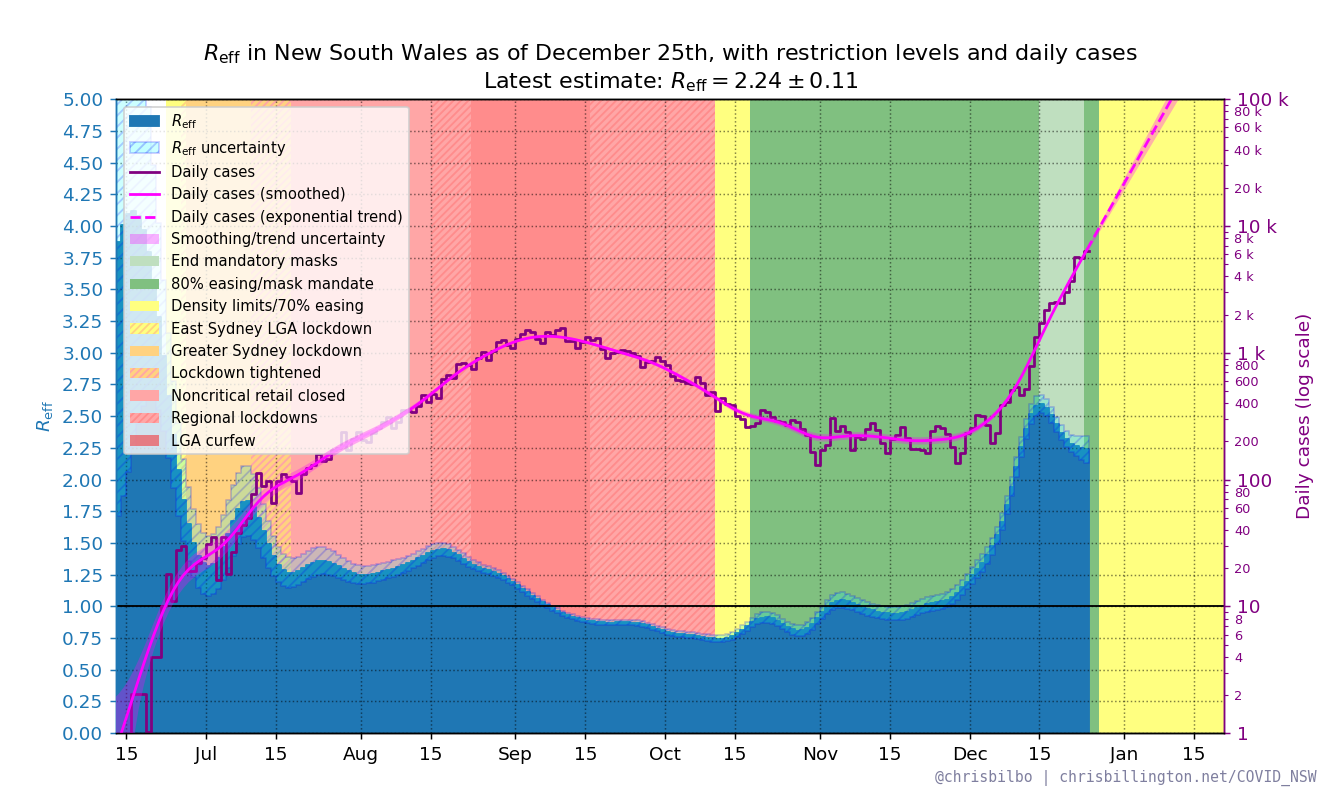 R_eff in New South Wales as of December 25th, with restriction levels and daily cases
Latest estimate: R_eff = 2.24 ± 0.11
R_eff
5.00
4.75
4.50
4.25
4.00
3.75
3.50
3.25
3.00
2.75
2.50
2.25
2.00
1.75
1.50
1.25
1.00
0.75
0.50
0.25
0.00
R_eff
R_eff uncertainty
Daily cases
Daily cases (smoothed)
Daily cases (exponential trend)
Smoothing/trend uncertainty
End mandatory masks
80% easing/mask mandate
Density limits/70% easing
East Sydney LGA lockdown
Greater Sydney lockdown
Lockdown tightened
Noncritical retail closed
Regional lockdowns
LGA curfew
100 k
80 k
60 k
40 k
20 k
10 k
8 k
6 k
4 k
2 k
1 k
800
600
400
200
100
80
60
40
20
10
8
6
4
2
1
Daily cases (log scale)
15 Jul 15 Aug 15 Sep 15 Oct 15 Nov 15 Dec 15 Jan 15
@chrisbilbo | chrisbillington.net/COVID_NSW